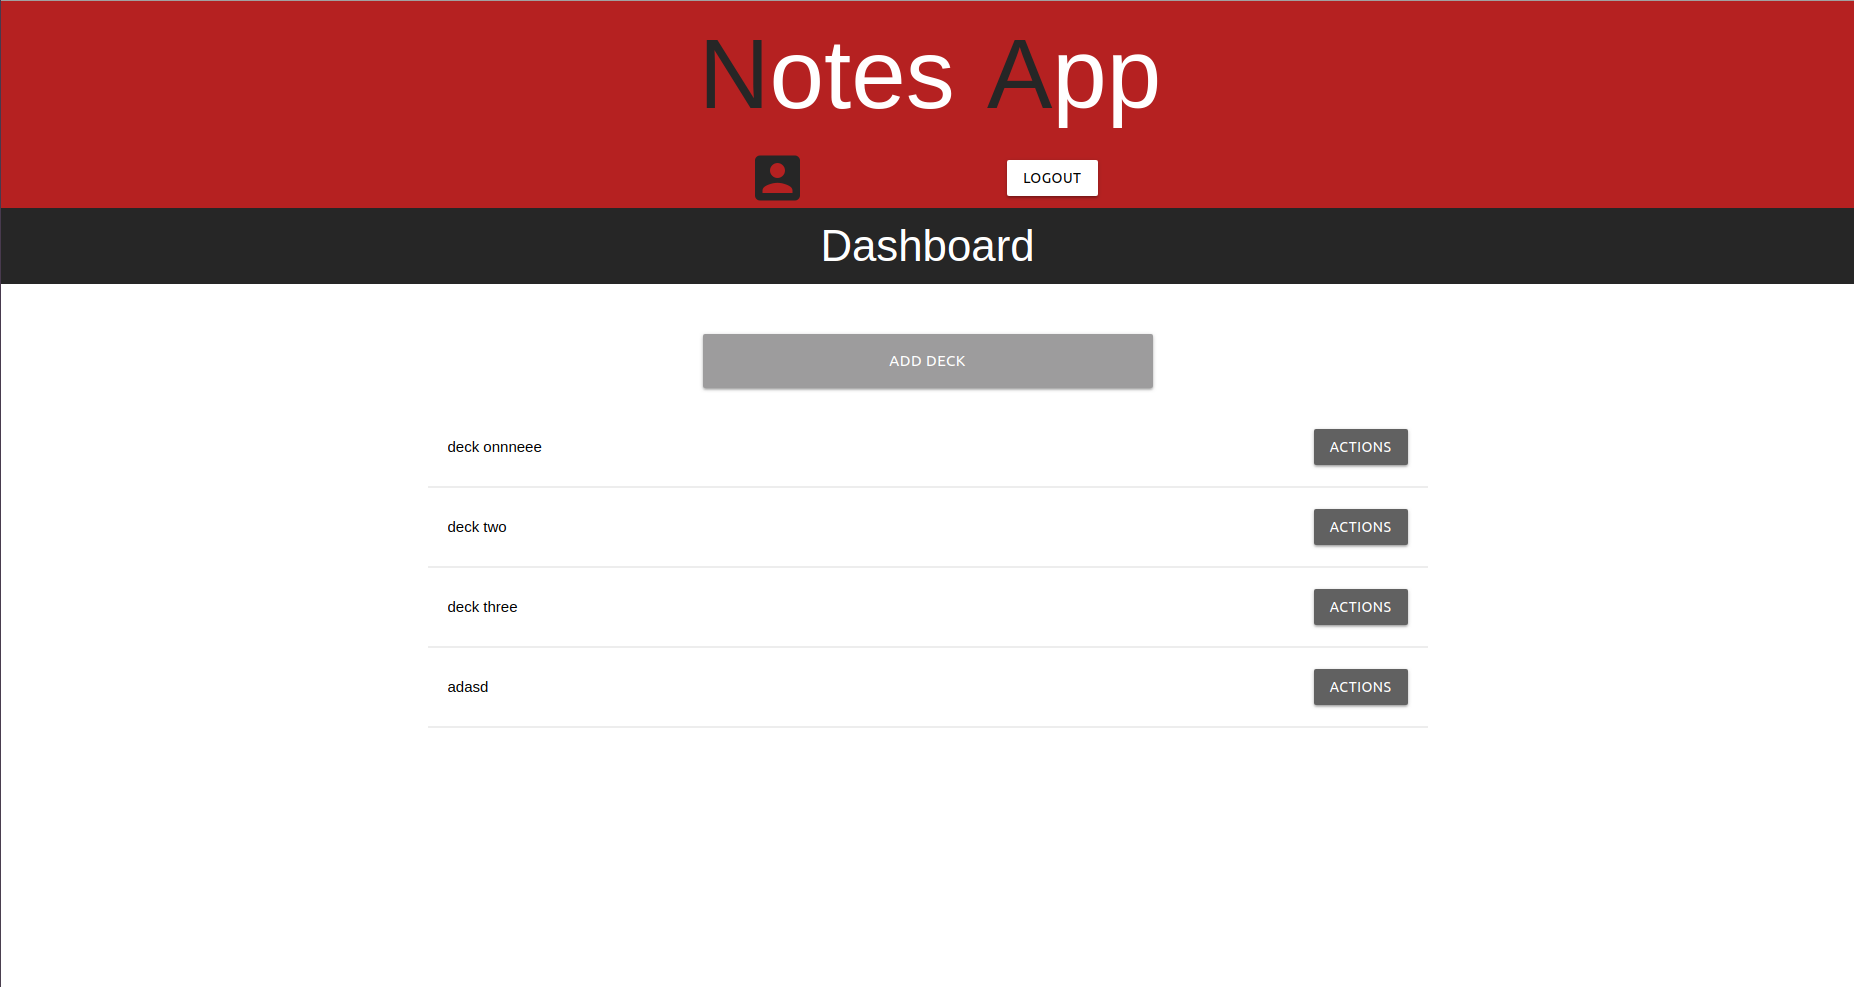 Notes App
LOGOUT
Dashboard
ADD DECK
deck onnneee
ACTIONS
deck two
ACTIONS
deck three
ACTIONS
adasd
ACTIONS